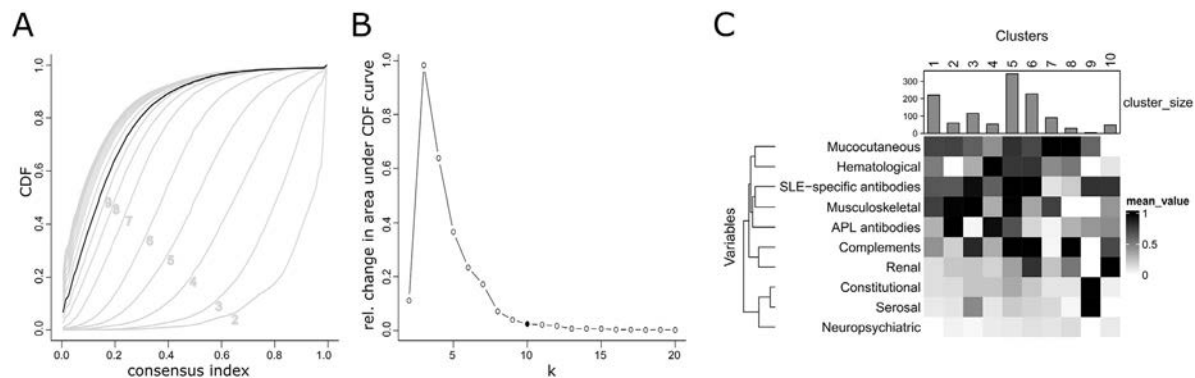 A
CDF
1.0
0.8
0.6
0.4
0.2
0.0
9
8
7
6
5
4
3
2
0.0 0.2 0.4 0.6 0.8 1.0
consensus index
B
rel. change in area under CDF curve
1.0
0.8
0.6
0.4
0.2
0.0
5 10 15 20
k
C
Clusters
1 2 3 4 5 6 7 8 9 10
300
200
100
0
cluster_size
Variables
Mucocutaneous
Hematological
SLE−specific antibodies
Musculoskeletal
APL antibodies
Complements
Renal
Constitutional
Serosal
Neuropsychiatric
mean_value
1
0.5
0